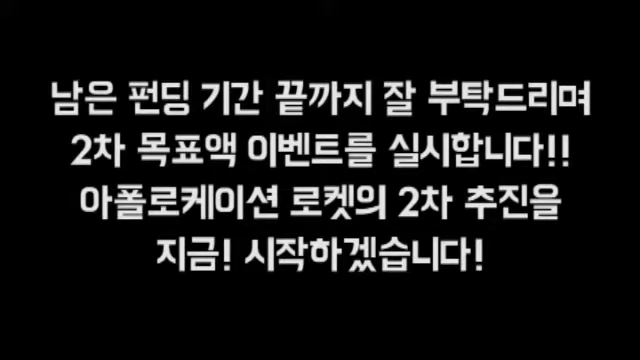 남은 펀딩 기간 끝까지 잘 부탁드리며
2차 목표액 이벤트를 실시합니다!!
아폴로케이션 로켓의 2차 추진을
지금! 시작하겠습니다!